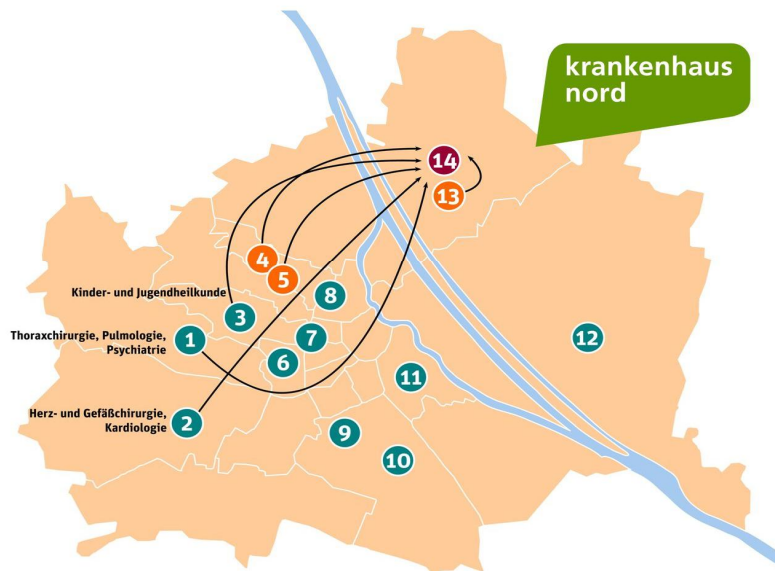 krankenhaus
nord
14
13
4
5
Kinder- und Jugendheilkunde
8
3
1
Thoraxchirurgie, Pulmologie,
Psychiatrie
7
12
6
11
Herz- und Gefäßchirurgie,
Kardiologie
2
9
10